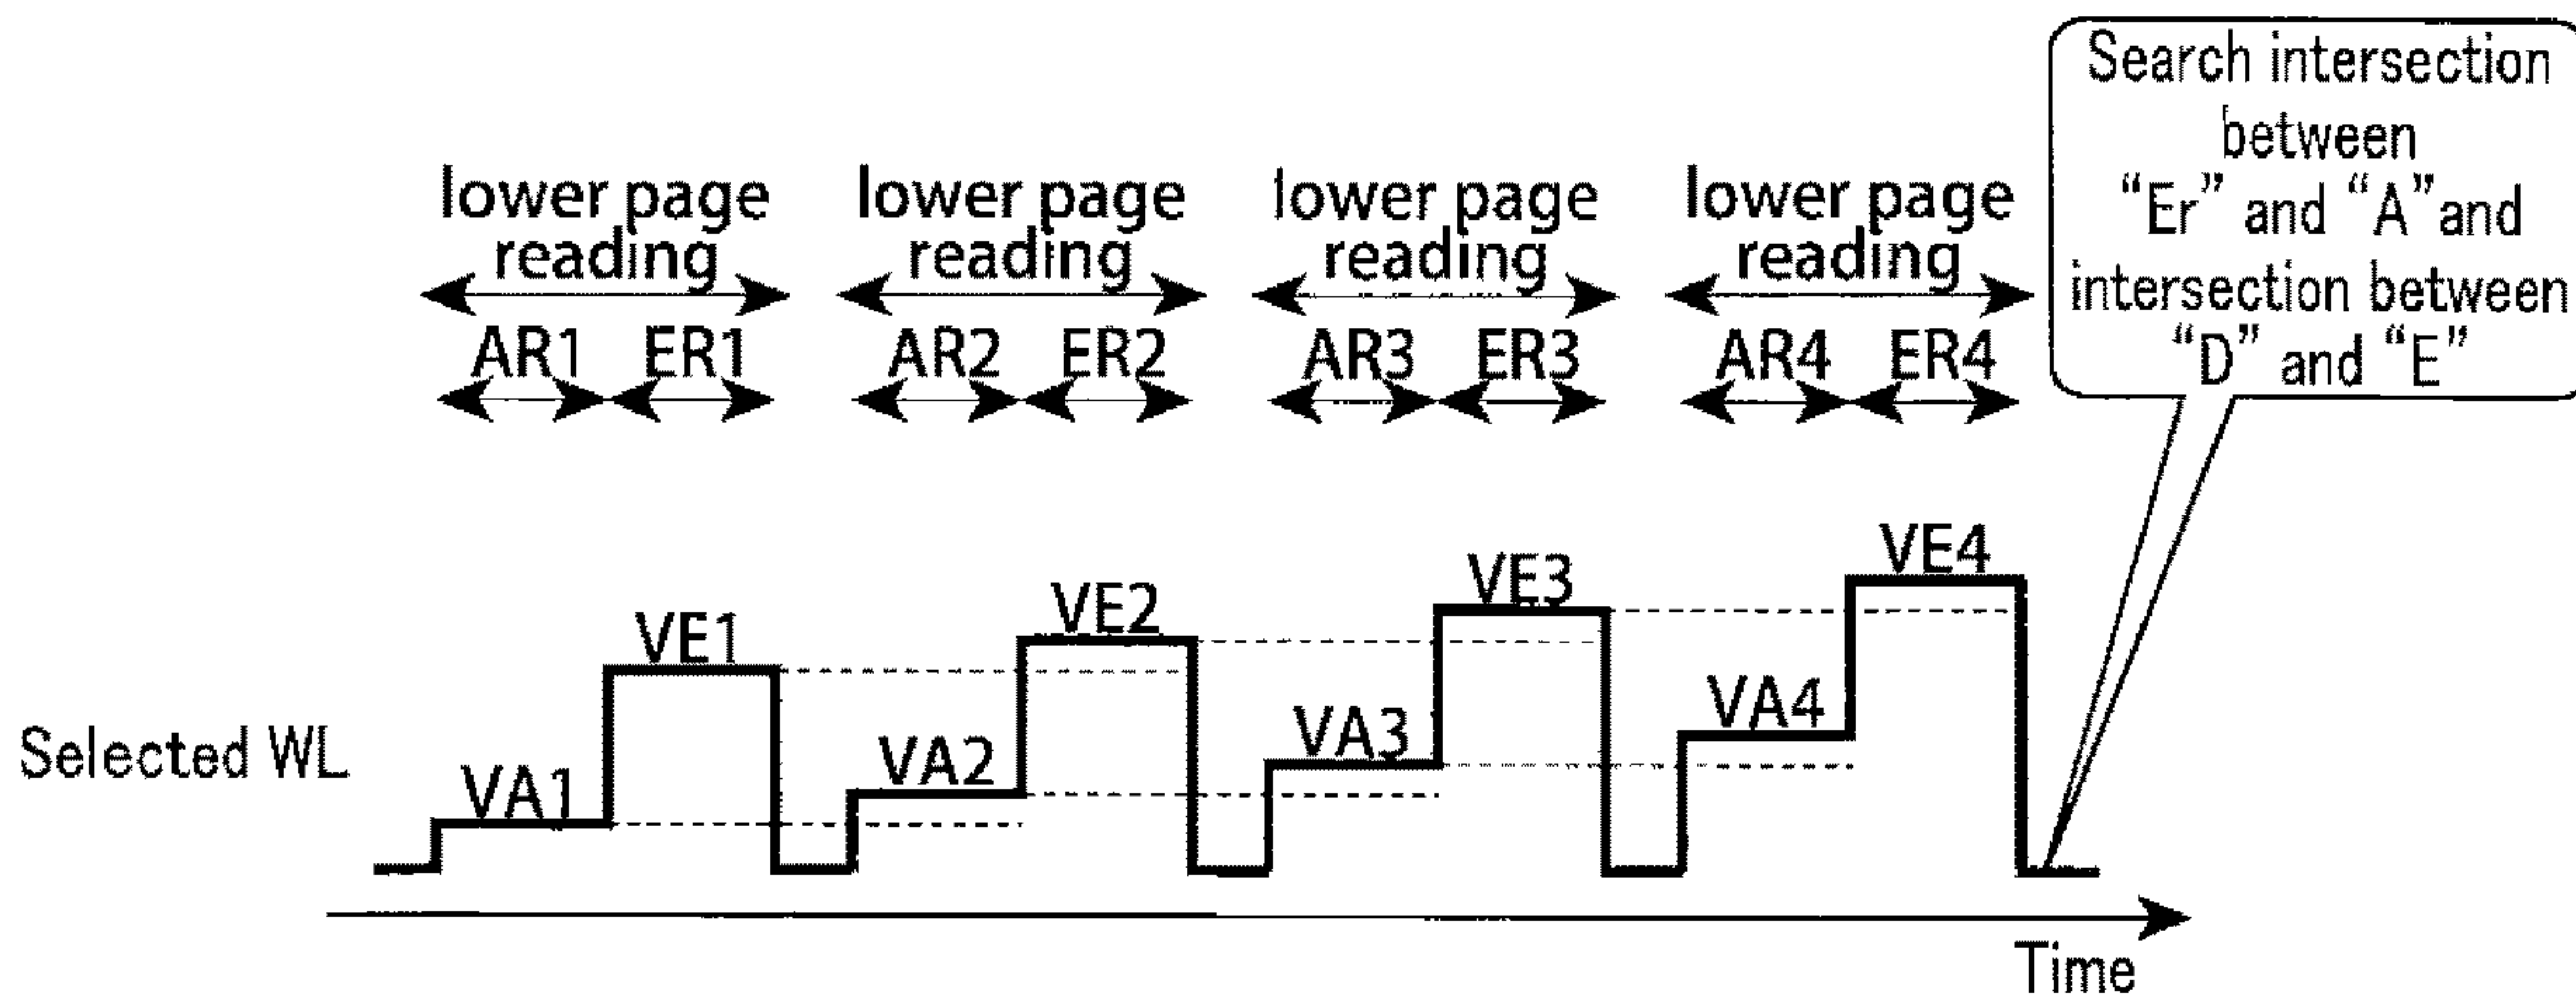 Search intersection
between
“Er” and “A”and
intersection between
“D” and “E”
lower page
reading
lower page
reading
lower page
reading
lower page
reading
AR1 ER1
AR2 ER2
AR3 ER3
AR4 ER4
Selected WL
VA1
VE1
VA2
VE2
VA3
VE3
VA4
VE4
Time